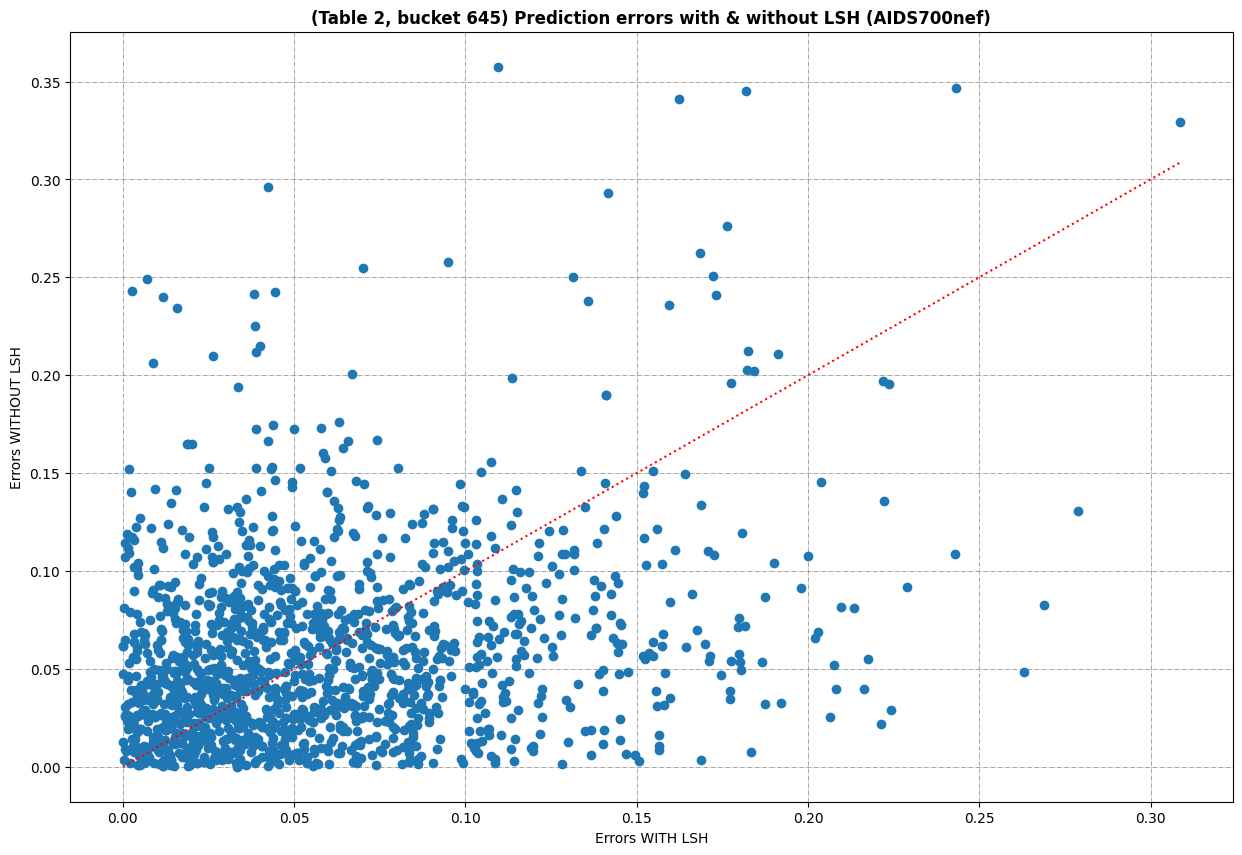 (Table 2, bucket 645) Prediction errors with & without LSH (AIDS700nef)
Errors WITHOUT LSH
0.35
0.30
0.25
0.20
0.15
0.10
0.05
0.00
0.00 0.05 0.10 0.15 0.20 0.25 0.30
Errors WITH LSH